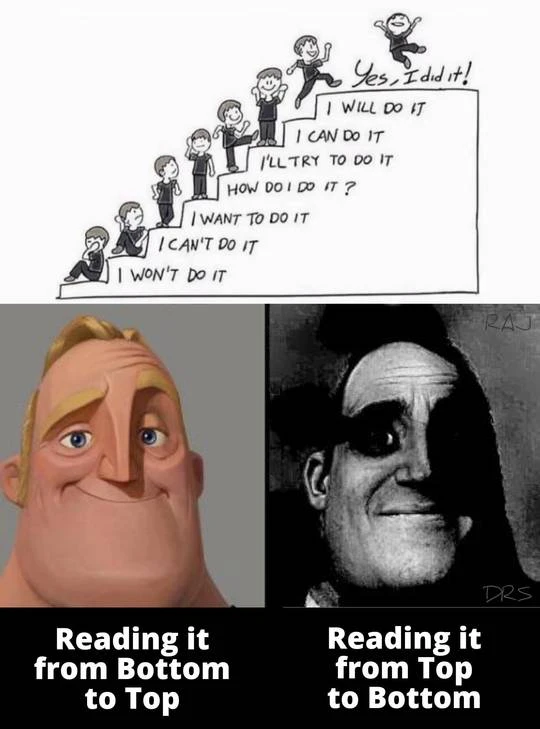 Yes, I did it!
I WILL DO IT
I CAN DO IT
I'LL TRY TO DO IT
HOW DO I DO IT?
I WANT TO DO IT
I CAN'T DO IT
I WON'T DO IT
RAJ
DRS
Reading it
from Bottom
to Top
Reading it
from Top
to Bottom